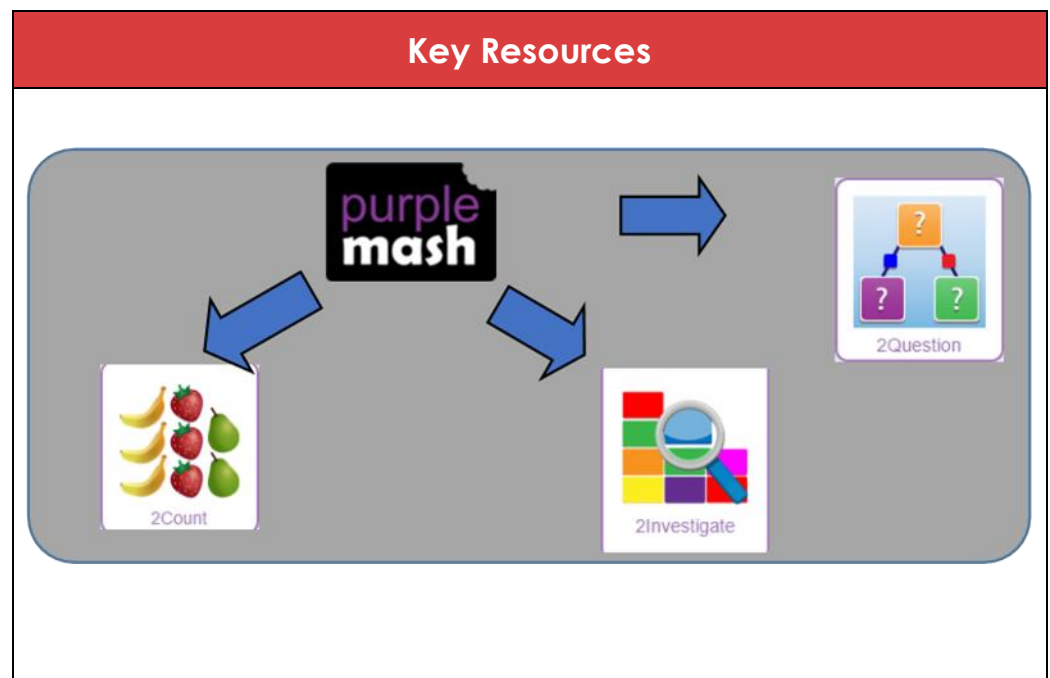 Key Resources
purple
mash
?
? ?
2Question
2Count
2Investigate